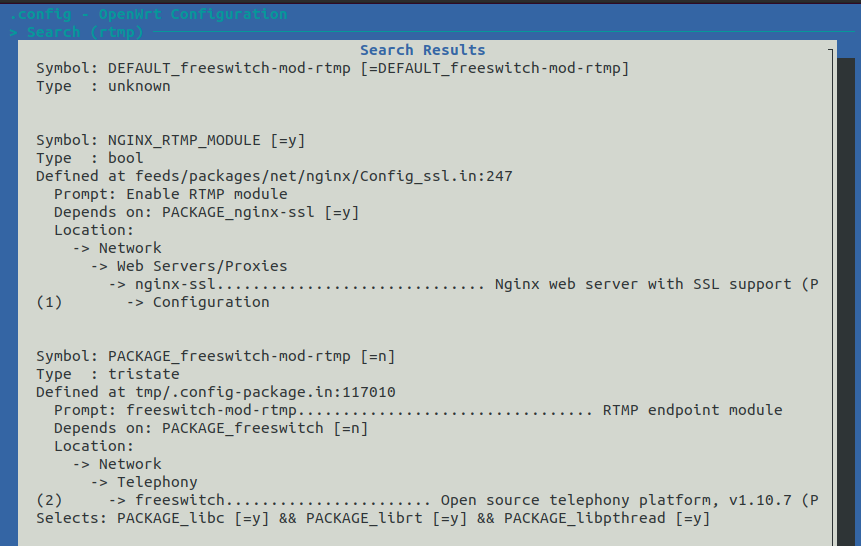 .config - OpenWrt Configuration
> Search (rtmp)
Search Results
Symbol: DEFAULT_freeswitch-mod-rtmp [=DEFAULT_freeswitch-mod-rtmp]
Type  : unknown
Symbol: NGINX_RTMP_MODULE [=y]
Type  : bool
Defined at feeds/packages/net/nginx/Config_ssl.in:247
Prompt: Enable RTMP module
Depends on: PACKAGE_nginx-ssl [=y]
Location:
-> Network
-> Web Servers/Proxies
-> nginx-ssl.............................. Nginx web server with SSL support (P
(1)       -> Configuration
Symbol: PACKAGE_freeswitch-mod-rtmp [=n]
Type  : tristate
Defined at tmp/.config-package.in:117010
Prompt: freeswitch-mod-rtmp................................. RTMP endpoint module
Depends on: PACKAGE_freeswitch [=n]
Location:
-> Network
-> Telephony
(2)     -> freeswitch....................... Open source telephony platform, v1.10.7 (P
Selects: PACKAGE_libc [=y] && PACKAGE_librt [=y] && PACKAGE_libpthread [=y]